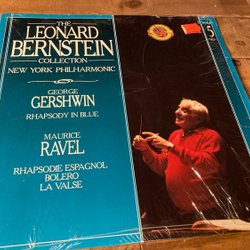 THE
LEONARD
BERNSTEIN
COLLECTION
NEW YORK PHILHARMONIC
GEORGE
GERSHWIN
RHAPSODY IN BLUE
MAURICE
RAVEL
RHAPSODIE ESPAGNOL
BOLERO
LA VALSE
3